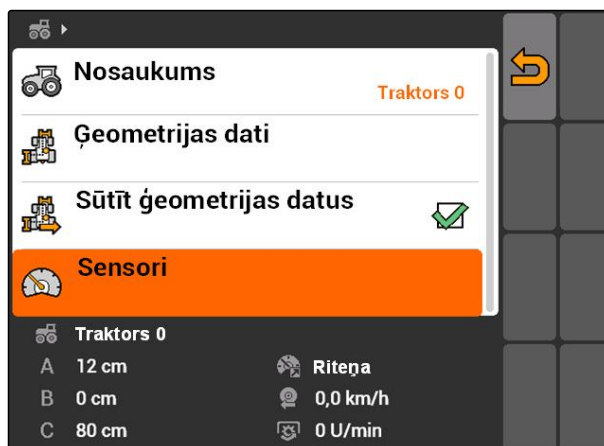 Nosaukums
Traktors 0
Ģeometrijas dati
Sūtīt ģeometrijas datus
Sensori
Traktors 0
A 12 cm Riteņa
B 0 cm 0,0 km/h
C 80 cm 0 U/min